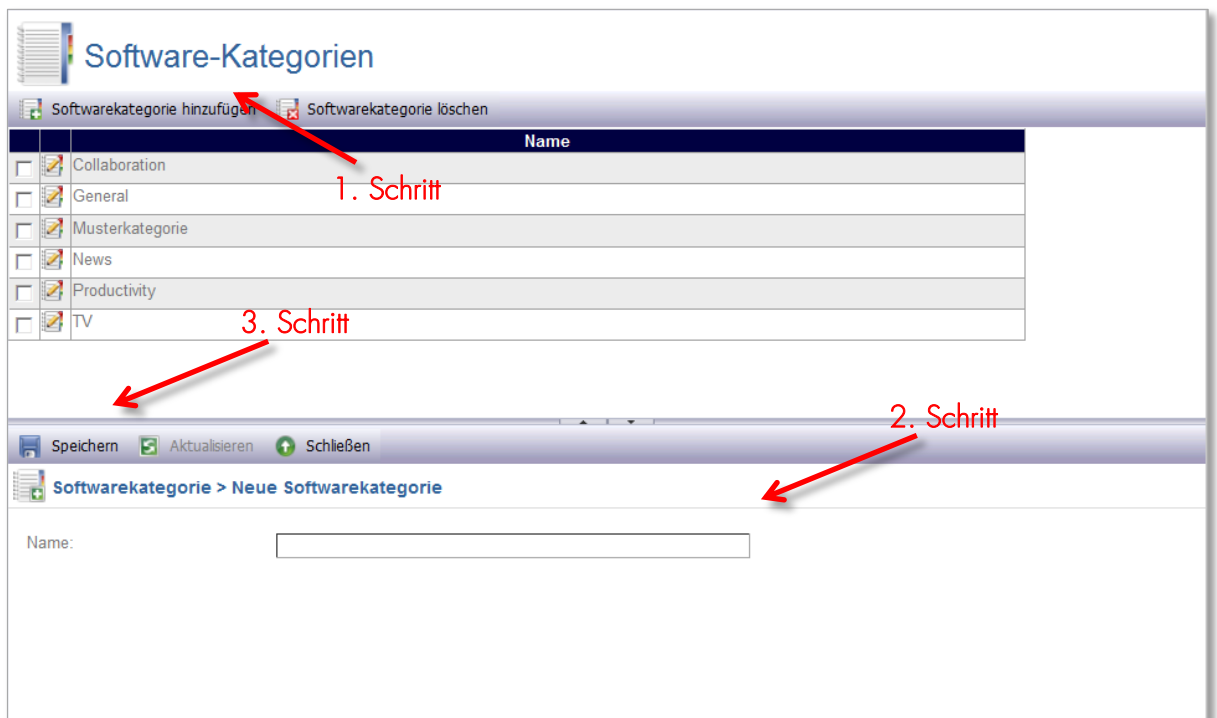 Software-Kategorien
Softwarekategorie hinzufügen Softwarekategorie löschen
Name
Collaboration
1. Schritt
General
Musterkategorie
News
Productivity
TV
3. Schritt
2. Schritt
Speichern Aktualisieren Schließen
Softwarekategorie > Neue Softwarekategorie
Name: